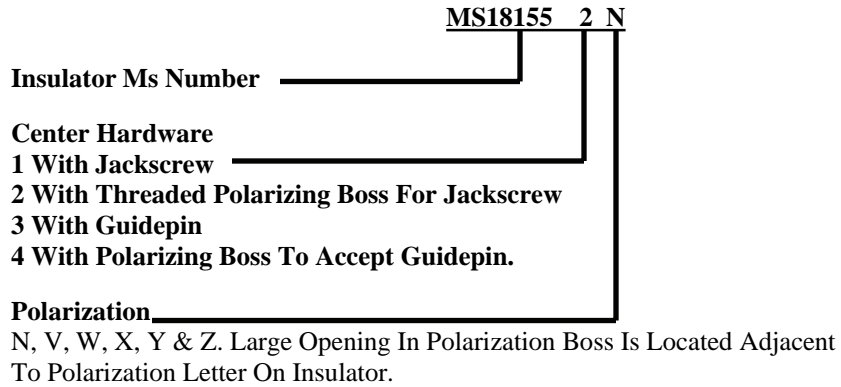 MS18155 2 N
Insulator Ms Number
Center Hardware
1 With Jackscrew
2 With Threaded Polarizing Boss For Jackscrew
3 With Guidepin
4 With Polarizing Boss To Accept Guidepin.
Polarization
N, V, W, X, Y & Z. Large Opening In Polarization Boss Is Located Adjacent
To Polarization Letter On Insulator.